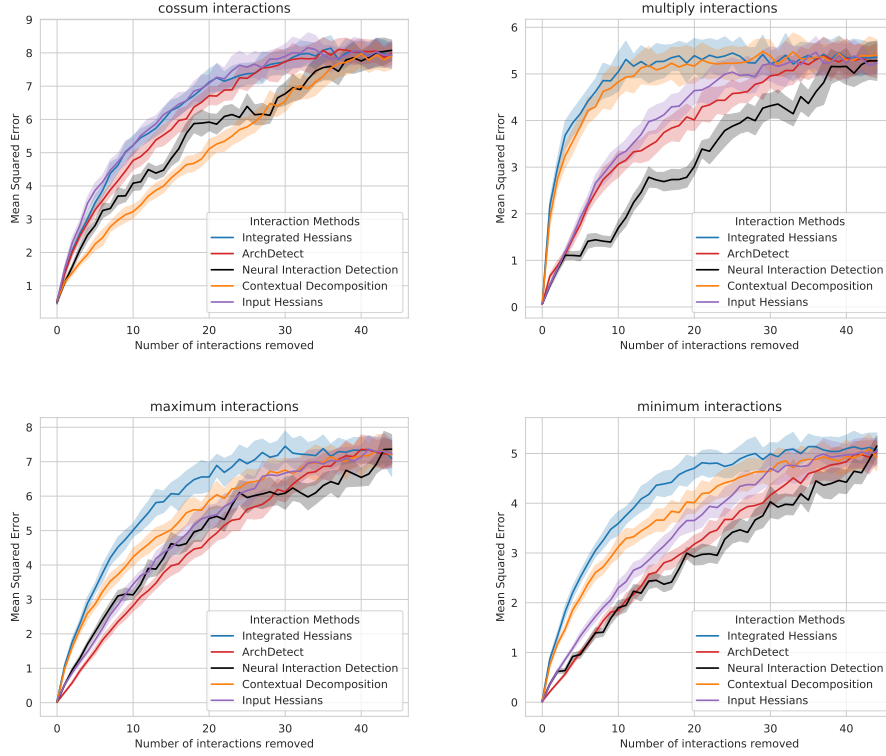 cossum interactions
9
8
7
6
5
4
3
2
1
Mean Squared Error
0 10 20 30 40
Number of interactions removed
Interaction Methods
Integrated Hessians
ArchDetect
Neural Interaction Detection
Contextual Decomposition
Input Hessians
multiply interactions
6
5
4
3
2
1
0
Mean Squared Error
0 10 20 30 40
Number of interactions removed
Interaction Methods
Integrated Hessians
ArchDetect
Neural Interaction Detection
Contextual Decomposition
Input Hessians
maximum interactions
8
7
6
5
4
3
2
1
0
Mean Squared Error
0 10 20 30 40
Number of interactions removed
Interaction Methods
Integrated Hessians
ArchDetect
Neural Interaction Detection
Contextual Decomposition
Input Hessians
minimum interactions
5
4
3
2
1
0
Mean Squared Error
0 10 20 30 40
Number of interactions removed
Interaction Methods
Integrated Hessians
ArchDetect
Neural Interaction Detection
Contextual Decomposition
Input Hessians